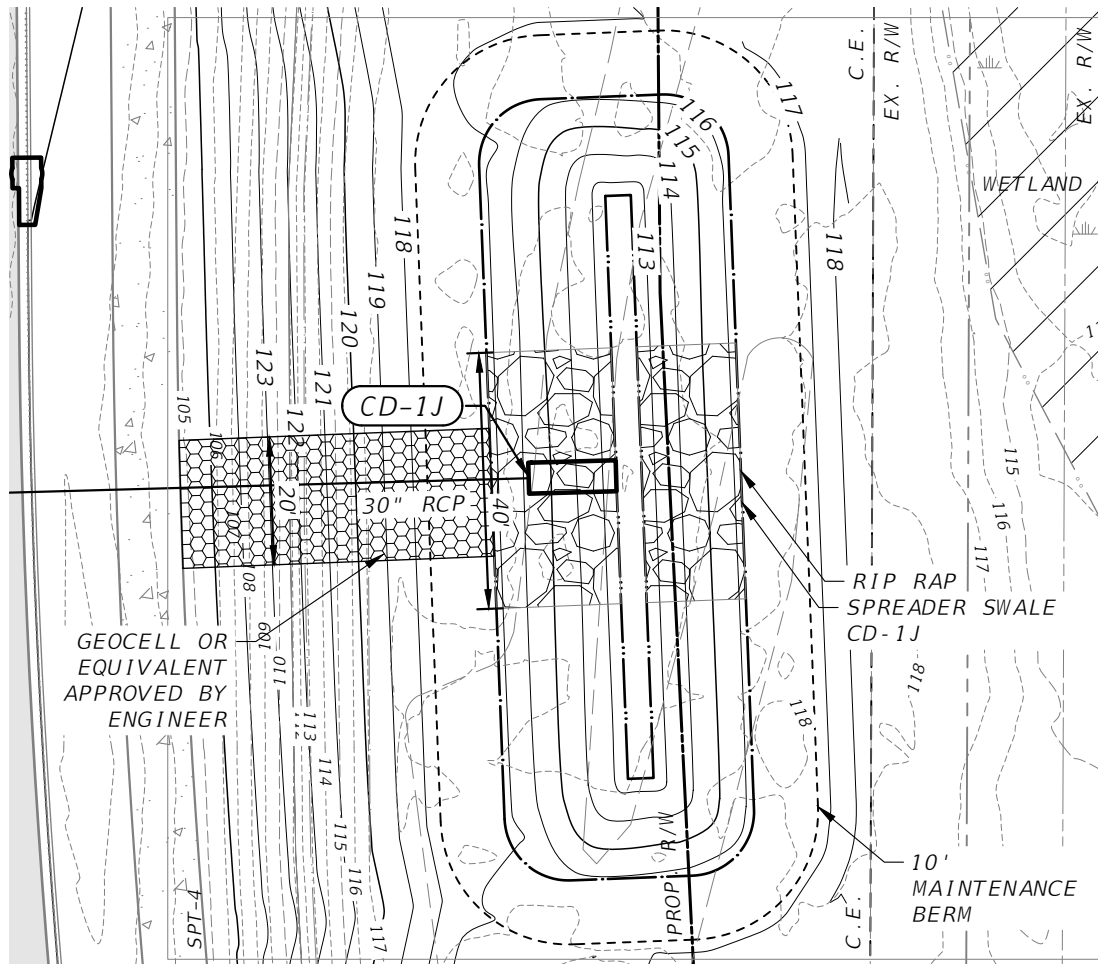 C.E.
EX. R/W
EX. R/W
117
116
115
114
WETLAND
118
113
118
119
120
123
121
122
105
106
CD-1J
20'
30" RCP
40'
107
108
109
110
113
114
115
116
117
115
116
117
118
118
RIP RAP
SPREADER SWALE
CD-1J
GEOCELL OR
EQUIVALENT
APPROVED BY
ENGINEER
10'
MAINTENANCE
BERM
PROP. R/W
SPI-4
C.E.